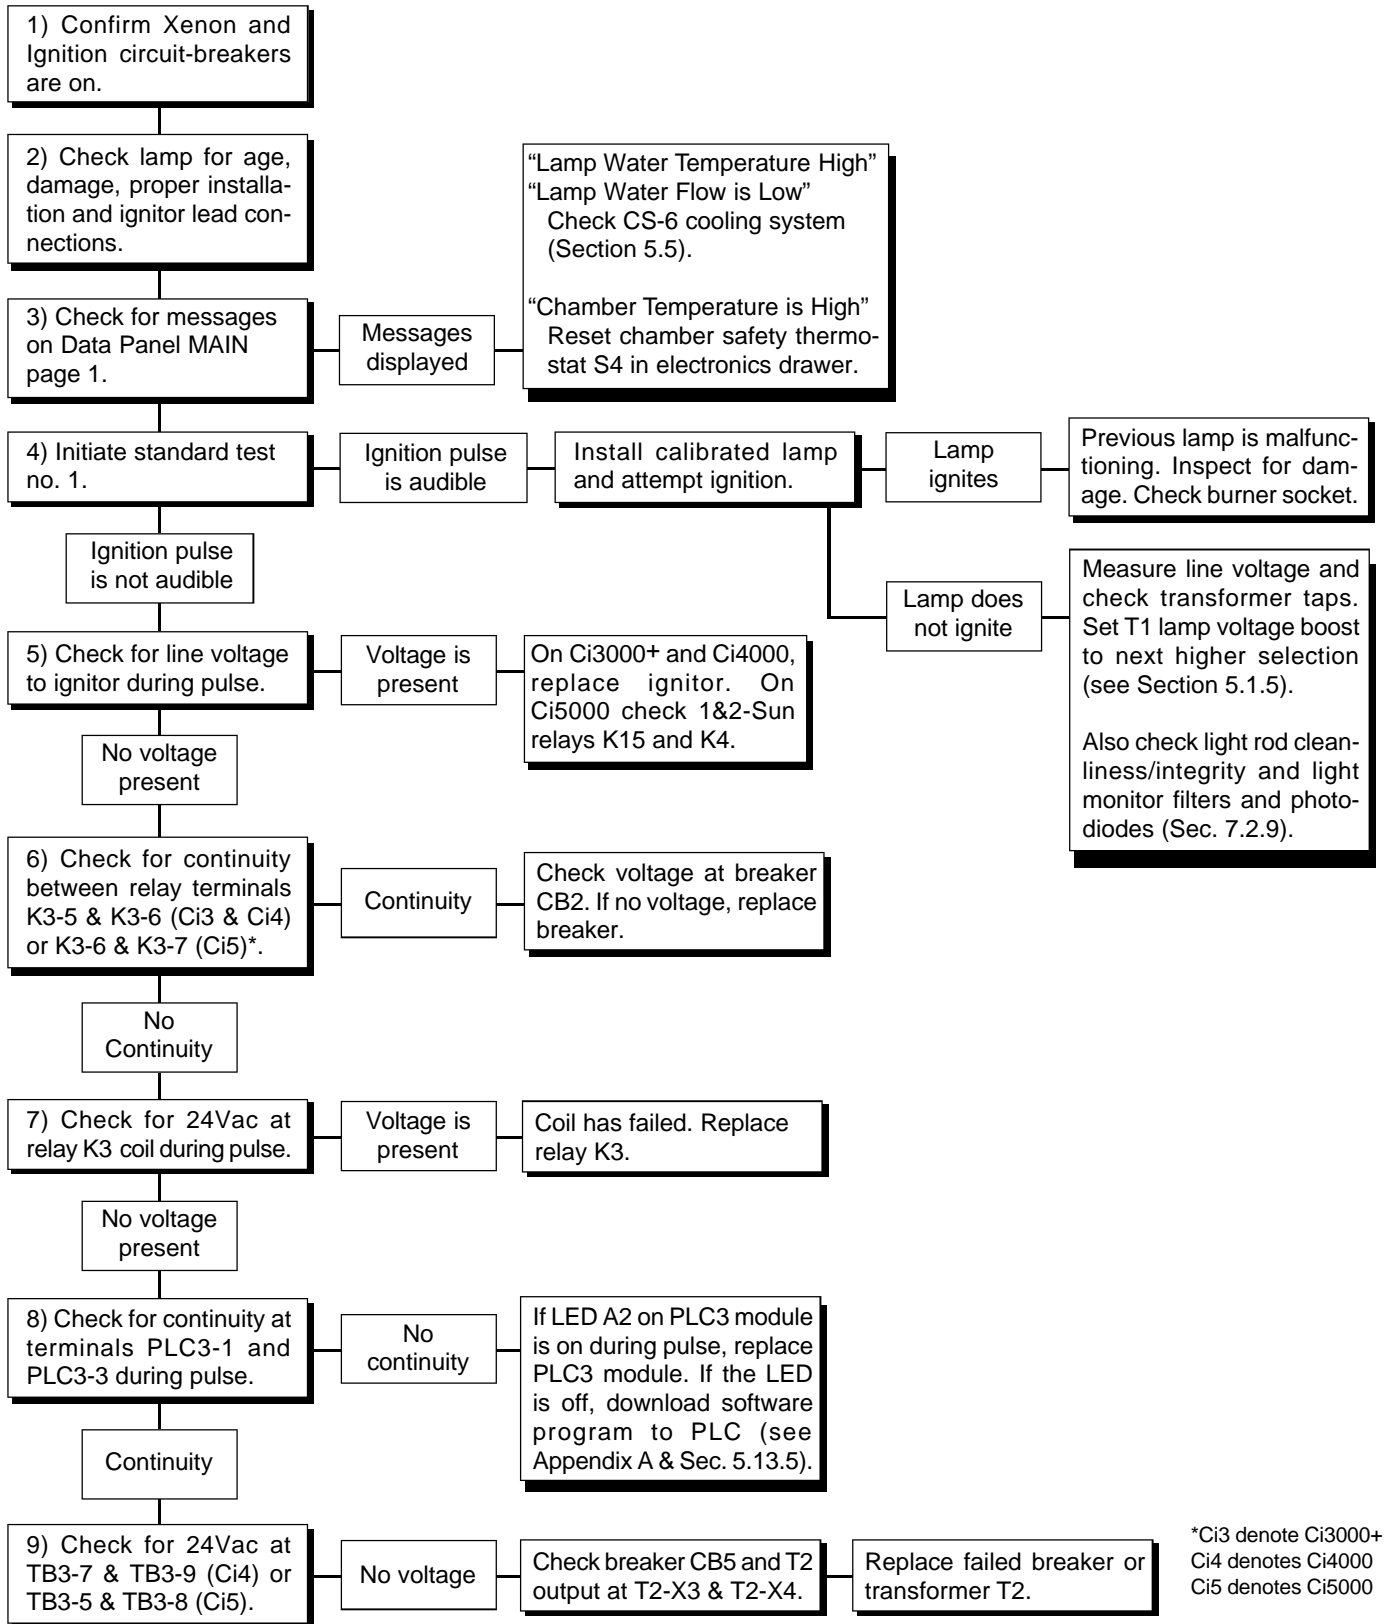 1) Confirm Xenon and
Ignition circuit-breakers
are on.
2) Check lamp for age,
damage, proper installa-
tion and ignitor lead con-
nections.
“Lamp Water Temperature High”
“Lamp Water Flow is Low”
Check CS-6 cooling system
(Section 5.5).
“Chamber Temperature is High”
Reset chamber safety thermo-
stat S4 in electronics drawer.
3) Check for messages
on Data Panel MAIN
page 1.
Messages
displayed
4) Initiate standard test
no. 1.
Ignition pulse
is audible
Install calibrated lamp
and attempt ignition.
Lamp
ignites
Previous lamp is malfunc-
tioning. Inspect for dam-
age. Check burner socket.
Ignition pulse
is not audible
Lamp does
not ignite
Measure line voltage and
check transformer taps.
Set T1 lamp voltage boost
to next higher selection
(see Section 5.1.5).
Also check light rod clean-
liness/integrity and light
monitor filters and photo-
diodes (Sec. 7.2.9).
5) Check for line voltage
to ignitor during pulse.
Voltage is
present
On Ci3000+ and Ci4000,
replace ignitor. On
Ci5000 check 1&2-Sun
relays K15 and K4.
No voltage
present
6) Check for continuity
between relay terminals
K3-5 & K3-6 (Ci3 & Ci4)
or K3-6 & K3-7 (Ci5)*.
Continuity
Check voltage at breaker
CB2. If no voltage, replace
breaker.
No
Continuity
7) Check for 24Vac at
relay K3 coil during pulse.
Voltage is
present
Coil has failed. Replace
relay K3.
No voltage
present
8) Check for continuity at
terminals PLC3-1 and
PLC3-3 during pulse.
No
continuity
If LED A2 on PLC3 module
is on during pulse, replace
PLC3 module. If the LED
is off, download software
program to PLC (see
Appendix A & Sec. 5.13.5).
Continuity
9) Check for 24Vac at
TB3-7 & TB3-9 (Ci4) or
TB3-5 & TB3-8 (Ci5).
No voltage
Check breaker CB5 and T2
output at T2-X3 & T2-X4.
Replace failed breaker or
transformer T2.
*Ci3 denote Ci3000+
Ci4 denotes Ci4000
Ci5 denotes Ci5000